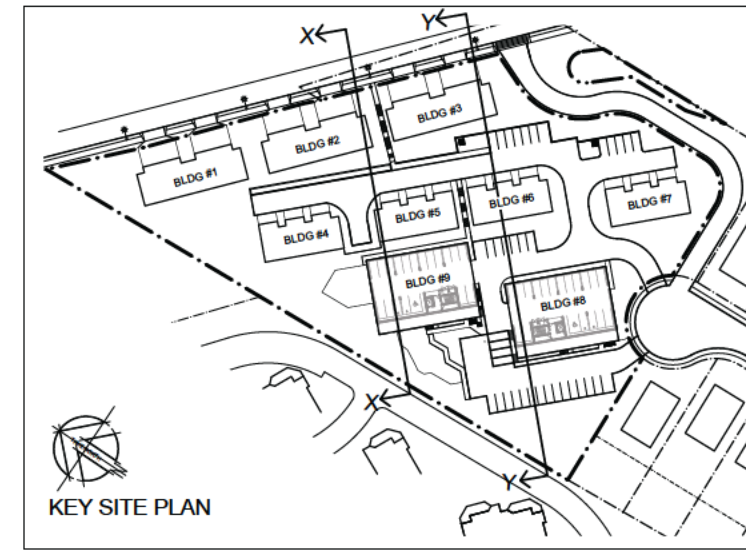 X
Y
BLDG #1
BLDG #2
BLDG #3
BLDG #4
BLDG #5
BLDG #6
BLDG #7
BLDG #9
BLDG #8
X
Y
KEY SITE PLAN